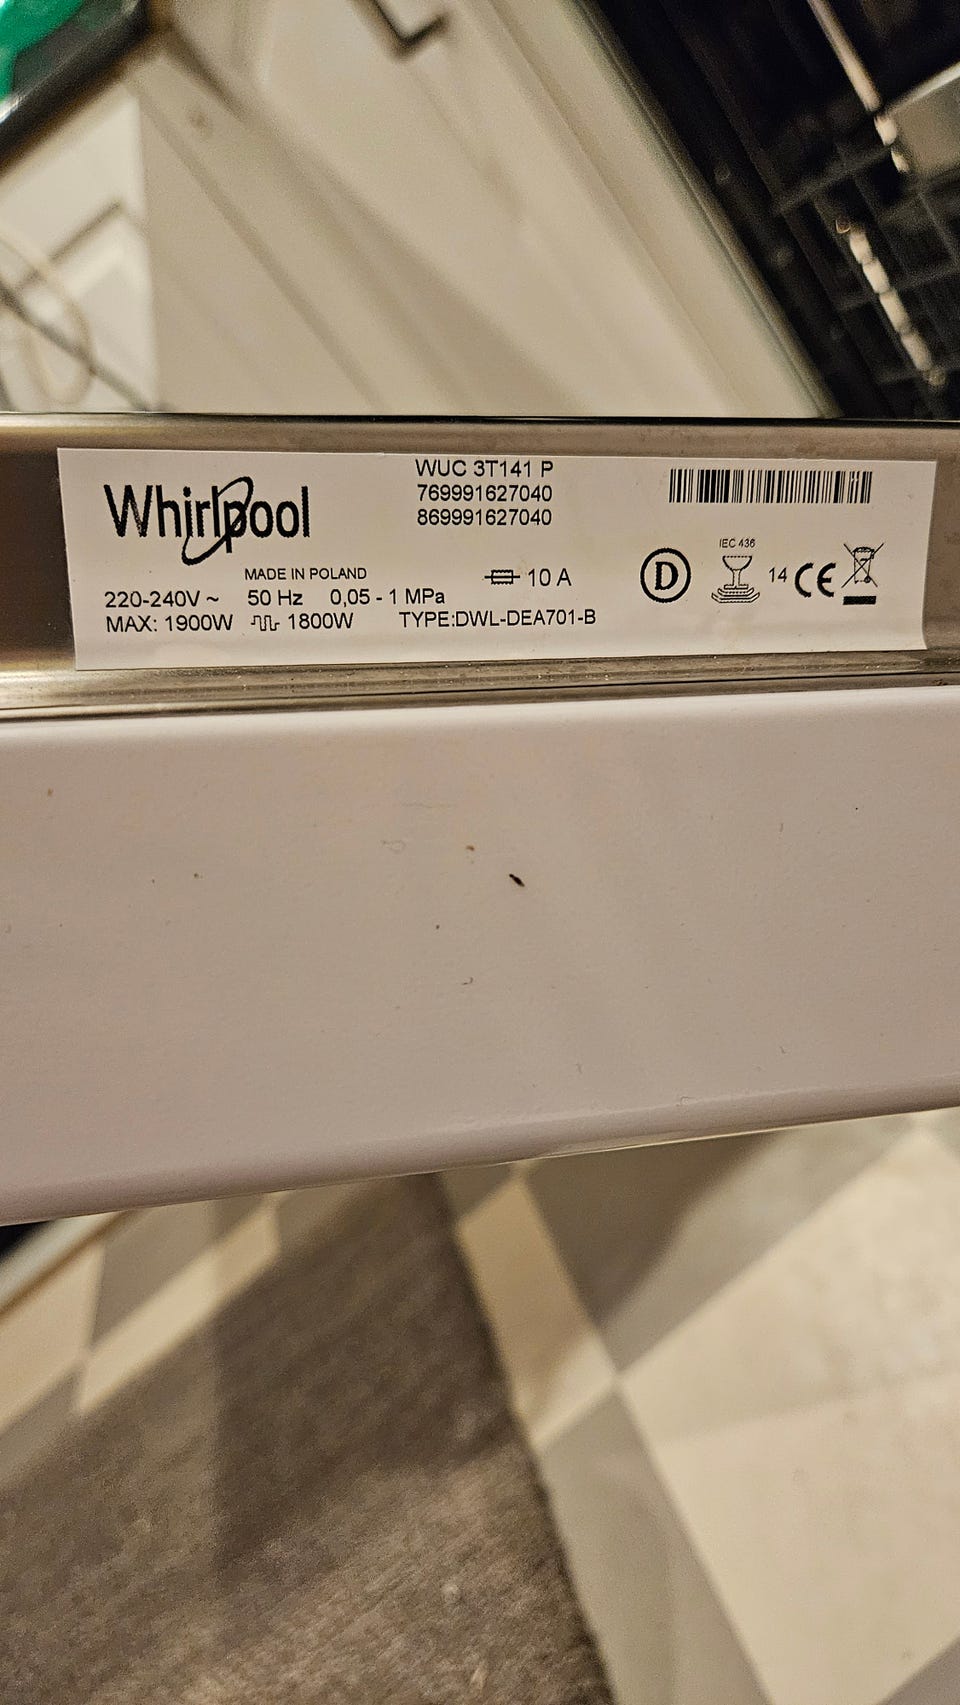 Whirlpool
WUC 3T141 P
769991627040
869991627040
MADE IN POLAND
10 A
220-240V ~ 50 Hz 0,05 - 1 MPa
MAX: 1900W 1800W TYPE:DWL-DEA701-B
D
IEC 436
14 CE